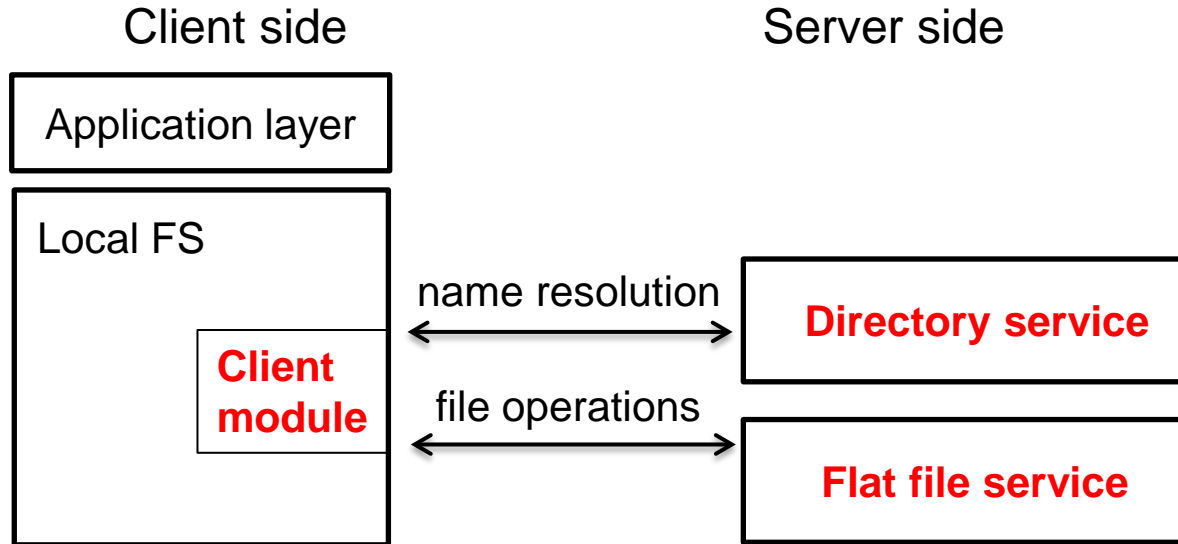 Client side
Server side
Application layer
Local FS
name resolution
Directory service
Client
module
file operations
Flat file service